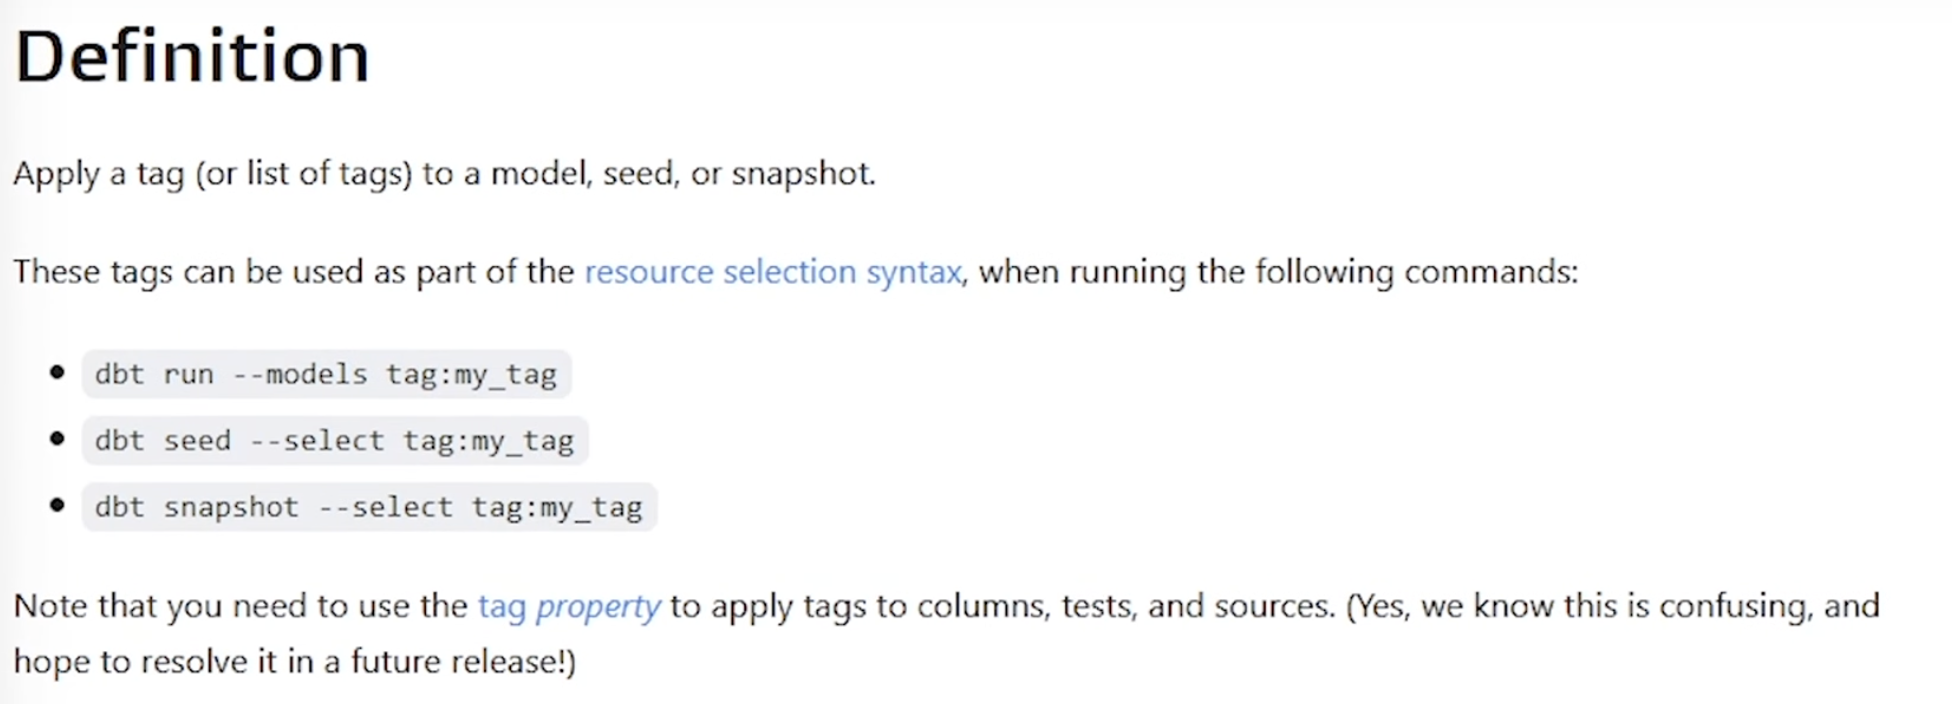 Definition
Apply a tag (or list of tags) to a model, seed, or snapshot.
These tags can be used as part of the resource selection syntax, when running the following commands:
dbt run --models tag:my_tag
dbt seed --select tag:my_tag
dbt snapshot --select tag:my_tag
Note that you need to use the tag property to apply tags to columns, tests, and sources. (Yes, we know this is confusing, and
hope to resolve it in a future release!)